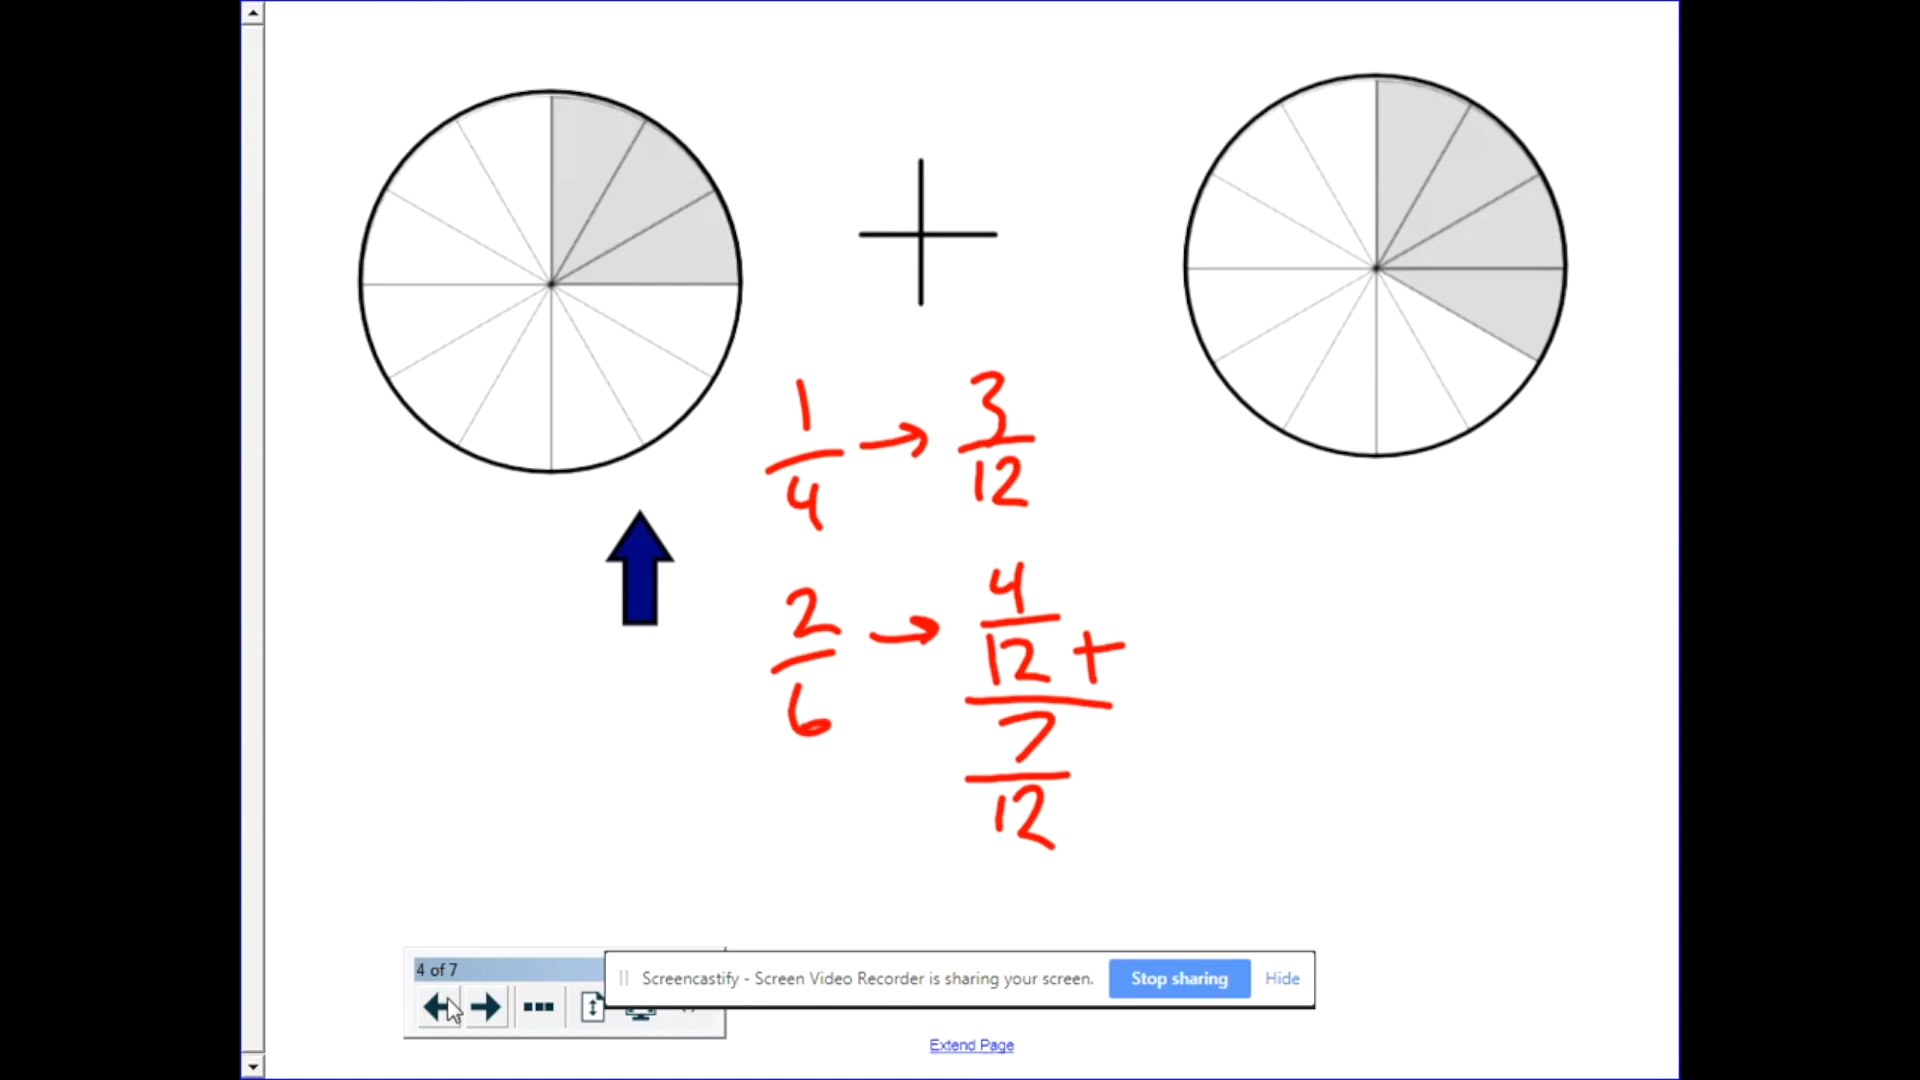 +
1/4 → 3/12
2/6 → 4/12 +
7/12
4 of 7
Screencastify - Screen Video Recorder is sharing your screen.
Stop sharing
Hide
Extend Page